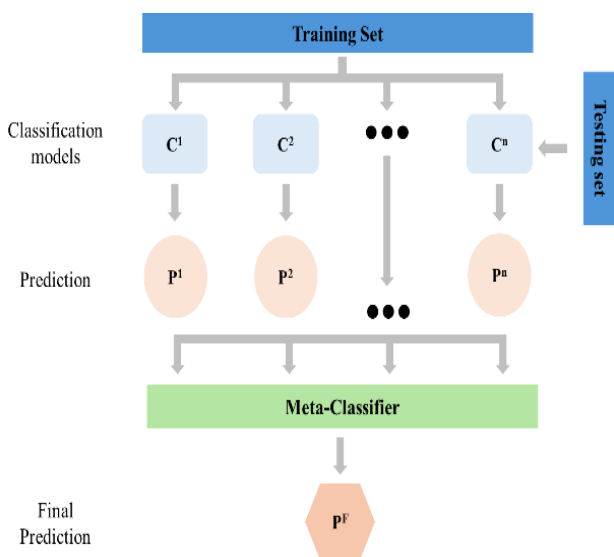 Training Set
Classification
models
C¹
C²
●●●
Cⁿ
Testing set
Prediction
P¹
P²
●●●
Pⁿ
Meta-Classifier
Final
Prediction
Pᶠ